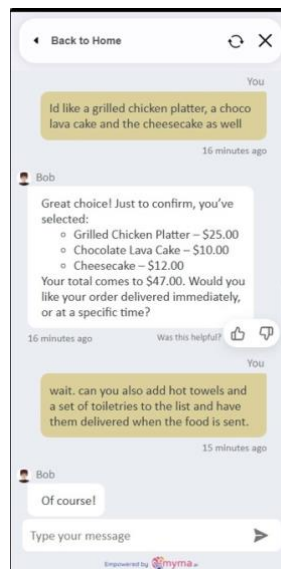 Back to Home
You
Id like a grilled chicken platter, a choco
lava cake and the cheesecake as well
16 minutes ago
Bob
Great choice! Just to confirm, you've
selected:
Grilled Chicken Platter – $25.00
Chocolate Lava Cake – $10.00
Cheesecake – $12.00
Your total comes to $47.00. Would you
like your order delivered immediately,
or at a specific time?
16 minutes ago Was this helpful?
You
wait. can you also add hot towels and
a set of toiletries to the list and have
them delivered when the food is sent.
15 minutes ago
Bob
Of course!
Type your message
Empowered by myma.ai